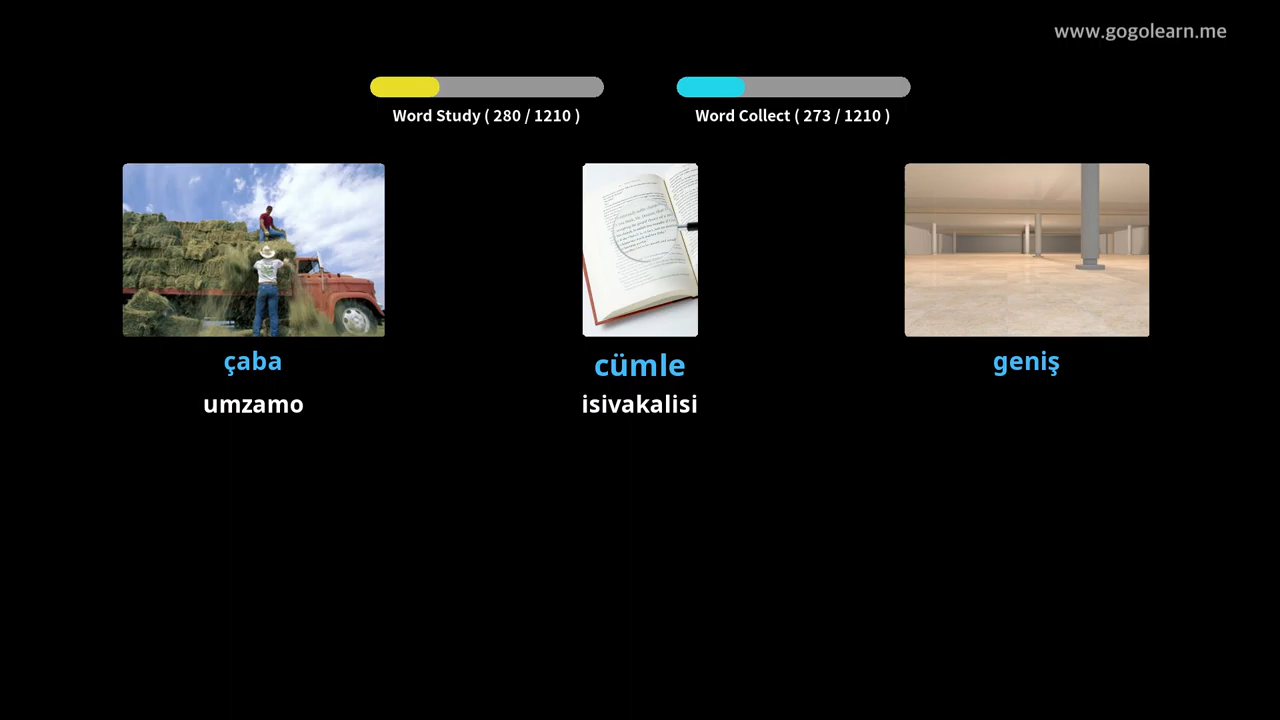 www.gogolearn.me
Word Study ( 280 / 1210 )
Word Collect ( 273 / 1210 )
çaba
umzamo
cümle
isivakalisi
geniş